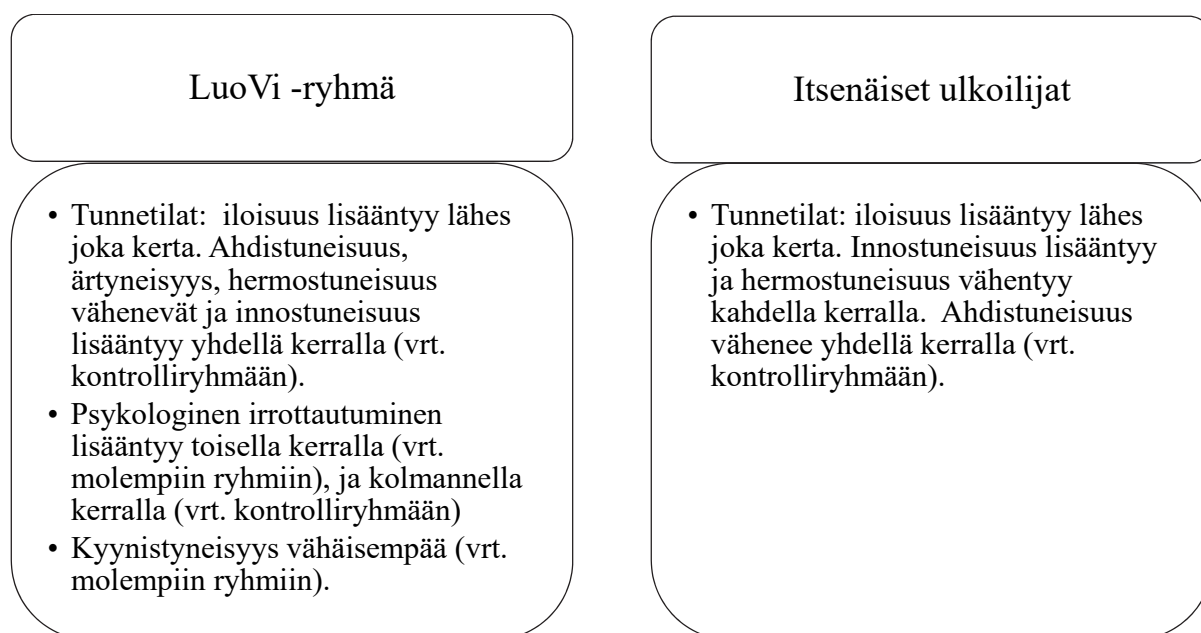 LuoVi -ryhmä
• Tunnetilat:  iloisuus lisääntyy lähes
joka kerta. Ahdistuneisuus,
ärtyneisyys, hermostuneisuus
vähenevät ja innostuneisuus
lisääntyy yhdellä kerralla (vrt.
kontrolliryhmään).
• Psykologinen irrottautuminen
lisääntyy toisella kerralla (vrt.
molempiin ryhmiin), ja kolmannella
kerralla (vrt. kontrolliryhmään)
• Kyynistyneisyys vähäisempää (vrt.
molempiin ryhmiin).
Itsenäiset ulkoilijat
• Tunnetilat: iloisuus lisääntyy lähes
joka kerta. Innostuneisuus lisääntyy
ja hermostuneisuus vähentyy
kahdella kerralla.  Ahdistuneisuus
vähenee yhdellä kerralla (vrt.
kontrolliryhmään).